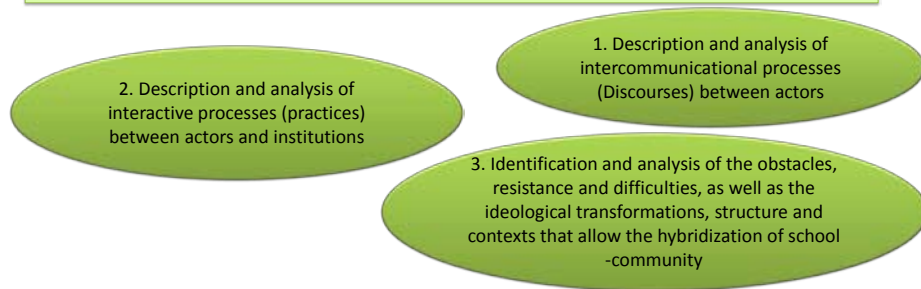 1. Description and analysis of
intercommunicational processes
(Discourses) between actors
2. Description and analysis of
interactive processes (practices)
between actors and institutions
3. Identification and analysis of the obstacles,
resistance and difficulties, as well as the
ideological transformations, structure and
contexts that allow the hybridization of school
-community